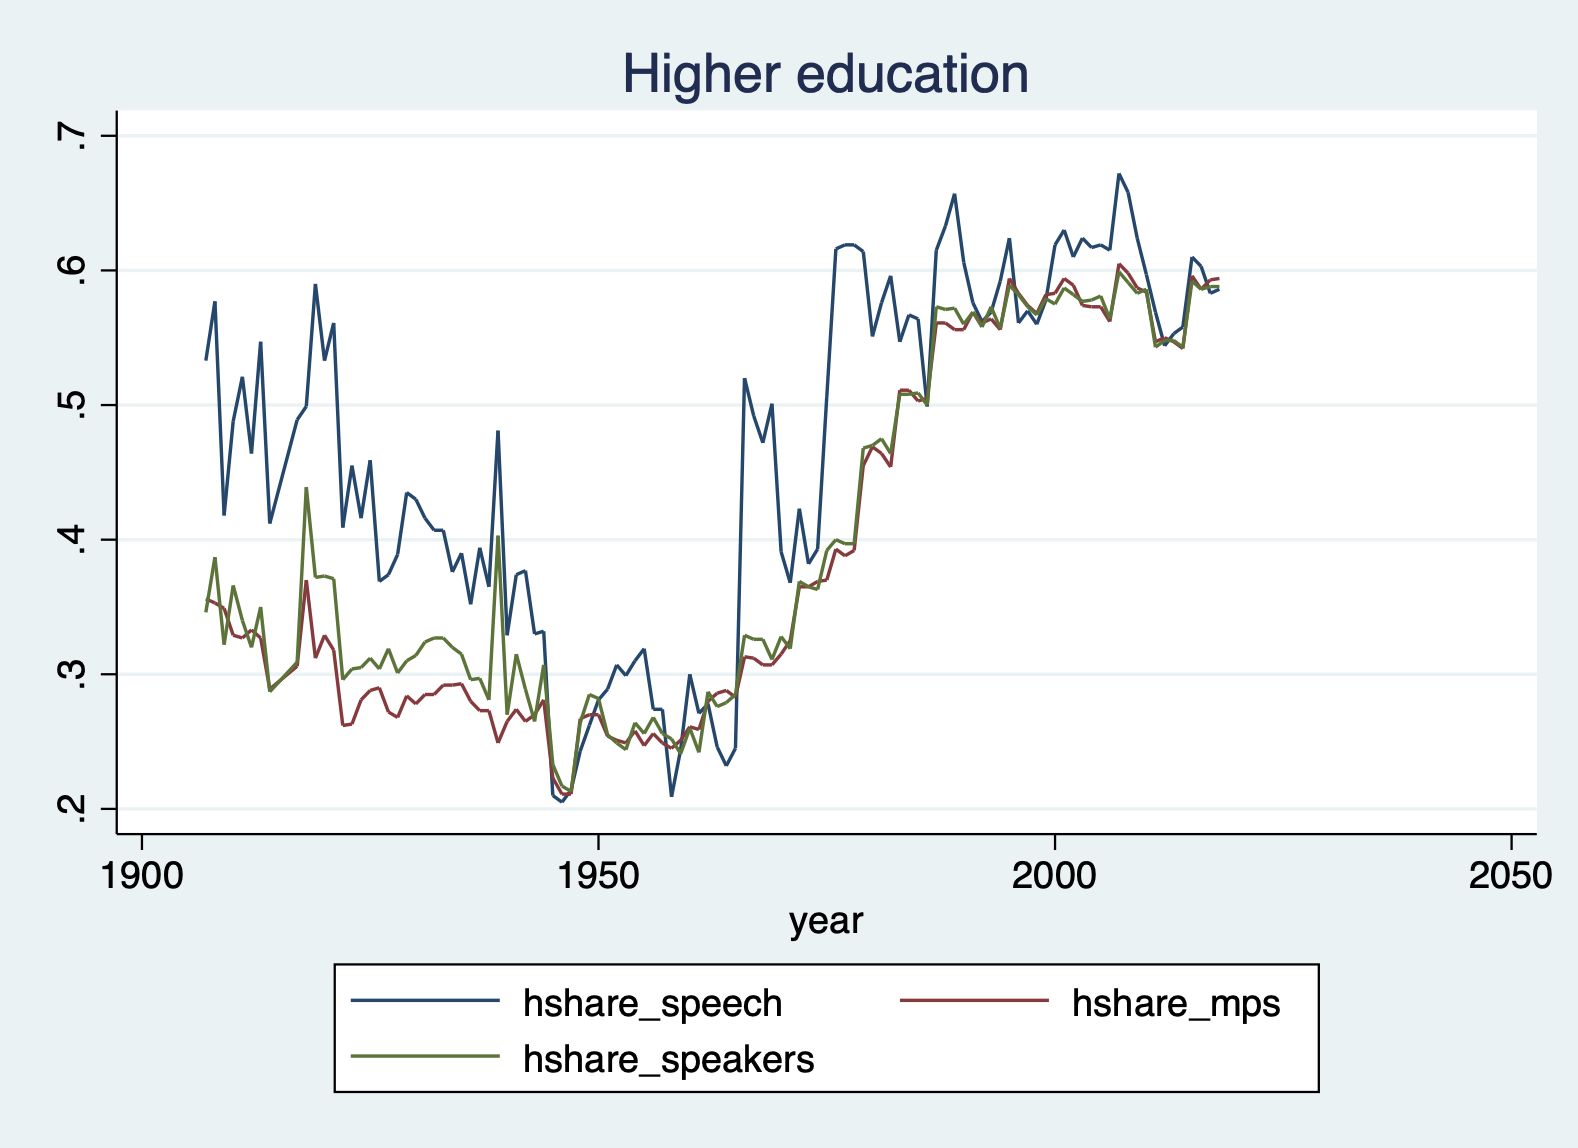 Higher education
.7
.6
.5
.4
.3
.2
1900 1950 2000 2050
year
hshare_speech hshare_mps
hshare_speakers